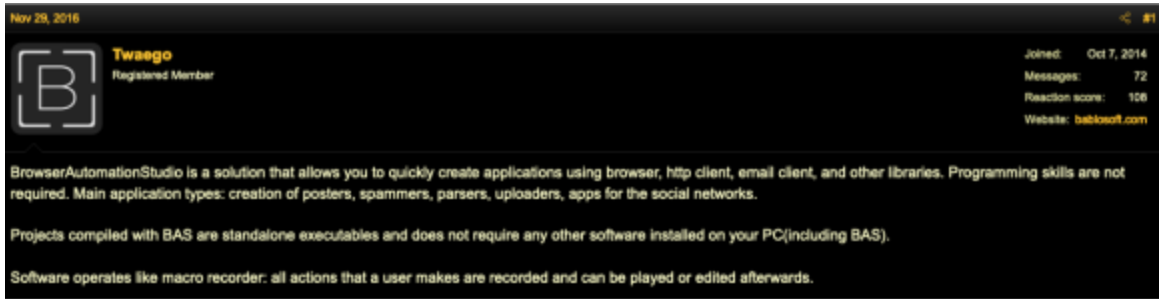 Nov 29, 2016
#1
B
Twaego
Registered Member
Joined: Oct 7, 2014
Messages: 72
Reaction score: 108
Website: bablosoft.com
BrowserAutomationStudio is a solution that allows you to quickly create applications using browser, http client, email client, and other libraries. Programming skills are not
required. Main application types: creation of posters, spammers, parsers, uploaders, apps for the social networks.
Projects compiled with BAS are standalone executables and does not require any other software installed on your PC(including BAS).
Software operates like macro recorder: all actions that a user makes are recorded and can be played or edited afterwards.